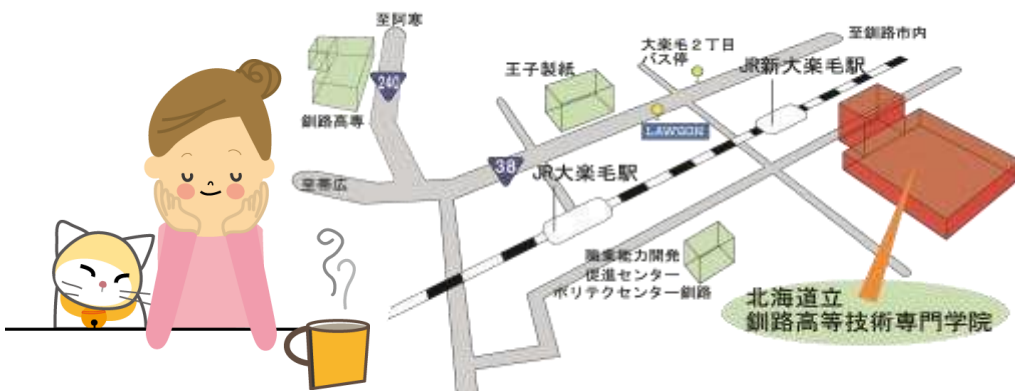 至阿寒
240
釧路高専
王子製紙
大楽毛2丁目
バス停
至釧路市内
JR新大楽毛駅
LAWSON
38
至帯広
JR大楽毛駅
職業能力開発
促進センター
ポリテクセンター釧路
北海道立
釧路高等技術専門学院